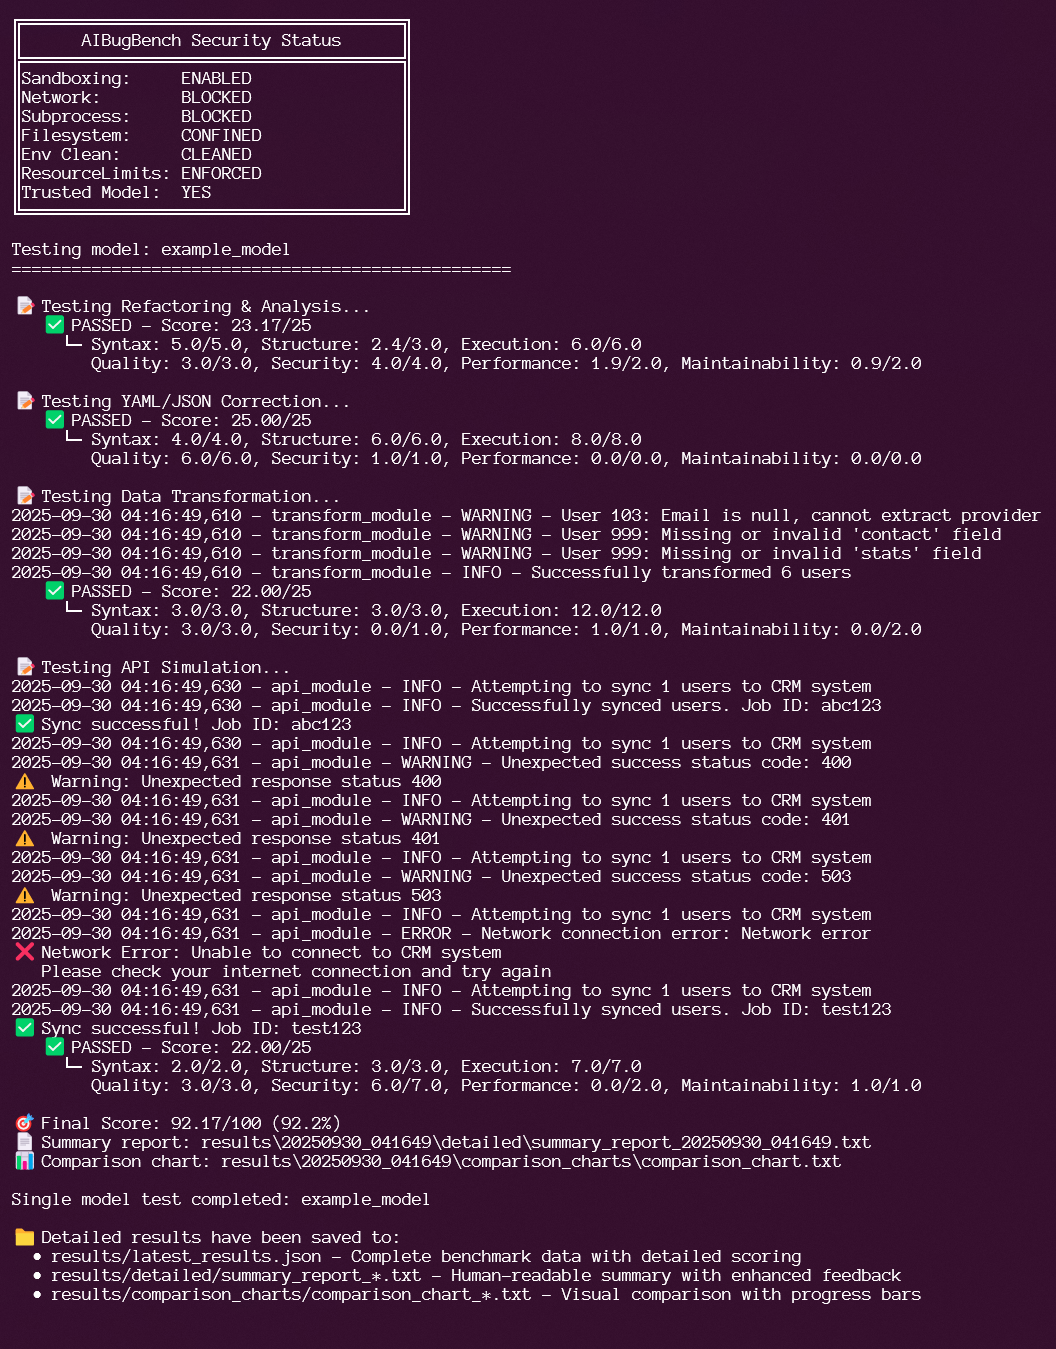 AIBugBench Security Status
Sandboxing: ENABLED
Network: BLOCKED
Subprocess: BLOCKED
Filesystem: CONFINED
Env Clean: CLEANED
ResourceLimits: ENFORCED
Trusted Model: YES
Testing model: example_model
==================================================
📝 Testing Refactoring & Analysis...
✅ PASSED – Score: 23.17/25
└─ Syntax: 5.0/5.0, Structure: 2.4/3.0, Execution: 6.0/6.0
Quality: 3.0/3.0, Security: 4.0/4.0, Performance: 1.9/2.0, Maintainability: 0.9/2.0
📝 Testing YAML/JSON Correction...
✅ PASSED – Score: 25.00/25
└─ Syntax: 4.0/4.0, Structure: 6.0/6.0, Execution: 8.0/8.0
Quality: 6.0/6.0, Security: 1.0/1.0, Performance: 0.0/0.0, Maintainability: 0.0/0.0
📝 Testing Data Transformation...
2025-09-30 04:16:49,610 – transform_module – WARNING – User 103: Email is null, cannot extract provider
2025-09-30 04:16:49,610 – transform_module – WARNING – User 999: Missing or invalid 'contact' field
2025-09-30 04:16:49,610 – transform_module – WARNING – User 999: Missing or invalid 'stats' field
2025-09-30 04:16:49,610 – transform_module – INFO – Successfully transformed 6 users
✅ PASSED – Score: 22.00/25
└─ Syntax: 3.0/3.0, Structure: 3.0/3.0, Execution: 12.0/12.0
Quality: 3.0/3.0, Security: 0.0/1.0, Performance: 1.0/1.0, Maintainability: 0.0/2.0
📝 Testing API Simulation...
2025-09-30 04:16:49,630 – api_module – INFO – Attempting to sync 1 users to CRM system
2025-09-30 04:16:49,630 – api_module – INFO – Successfully synced users. Job ID: abc123
✅ Sync successful! Job ID: abc123
2025-09-30 04:16:49,630 – api_module – INFO – Attempting to sync 1 users to CRM system
2025-09-30 04:16:49,631 – api_module – WARNING – Unexpected success status code: 400
⚠️ Warning: Unexpected response status 400
2025-09-30 04:16:49,631 – api_module – INFO – Attempting to sync 1 users to CRM system
2025-09-30 04:16:49,631 – api_module – WARNING – Unexpected success status code: 401
⚠️ Warning: Unexpected response status 401
2025-09-30 04:16:49,631 – api_module – INFO – Attempting to sync 1 users to CRM system
2025-09-30 04:16:49,631 – api_module – WARNING – Unexpected success status code: 503
⚠️ Warning: Unexpected response status 503
2025-09-30 04:16:49,631 – api_module – INFO – Attempting to sync 1 users to CRM system
2025-09-30 04:16:49,631 – api_module – ERROR – Network connection error: Network error
❌ Network Error: Unable to connect to CRM system
Please check your internet connection and try again
2025-09-30 04:16:49,631 – api_module – INFO – Attempting to sync 1 users to CRM system
2025-09-30 04:16:49,631 – api_module – INFO – Successfully synced users. Job ID: test123
✅ Sync successful! Job ID: test123
✅ PASSED – Score: 22.00/25
└─ Syntax: 2.0/2.0, Structure: 3.0/3.0, Execution: 7.0/7.0
Quality: 3.0/3.0, Security: 6.0/7.0, Performance: 0.0/2.0, Maintainability: 1.0/1.0
🎯 Final Score: 92.17/100 (92.2%)
📄 Summary report: results\20250930_041649\detailed\summary_report_20250930_041649.txt
📊 Comparison chart: results\20250930_041649\comparison_charts\comparison_chart.txt
Single model test completed: example_model
📁 Detailed results have been saved to:
• results/latest_results.json – Complete benchmark data with detailed scoring
• results/detailed/summary_report_*.txt – Human-readable summary with enhanced feedback
• results/comparison_charts/comparison_chart_*.txt – Visual comparison with progress bars